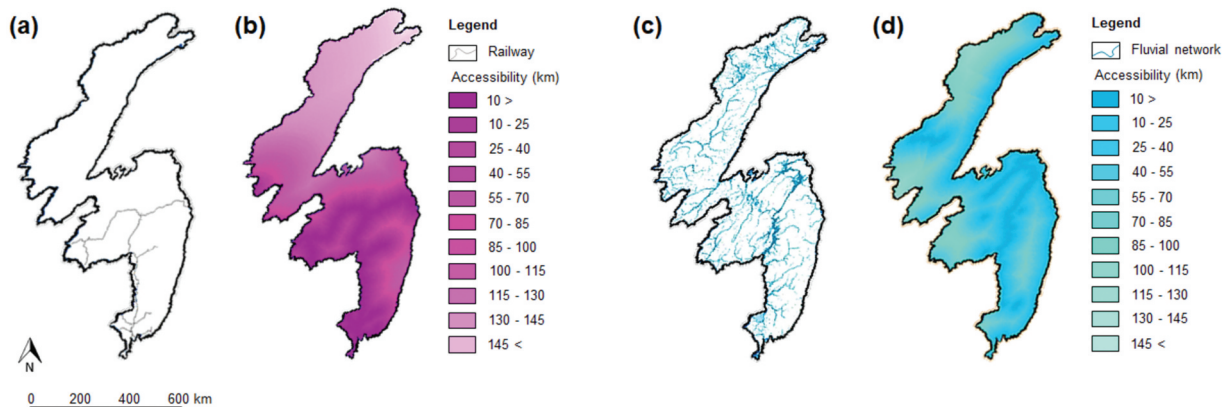 (a)
(b)
Legend
Railway
Accessibility (km)
10 >
10 - 25
25 - 40
40 - 55
55 - 70
70 - 85
85 - 100
100 - 115
115 - 130
130 - 145
145 <
(c)
(d)
Legend
Fluvial network
Accessibility (km)
10 >
10 - 25
25 - 40
40 - 55
55 - 70
70 - 85
85 - 100
100 - 115
115 - 130
130 - 145
145 <
N
0 200 400 600 km